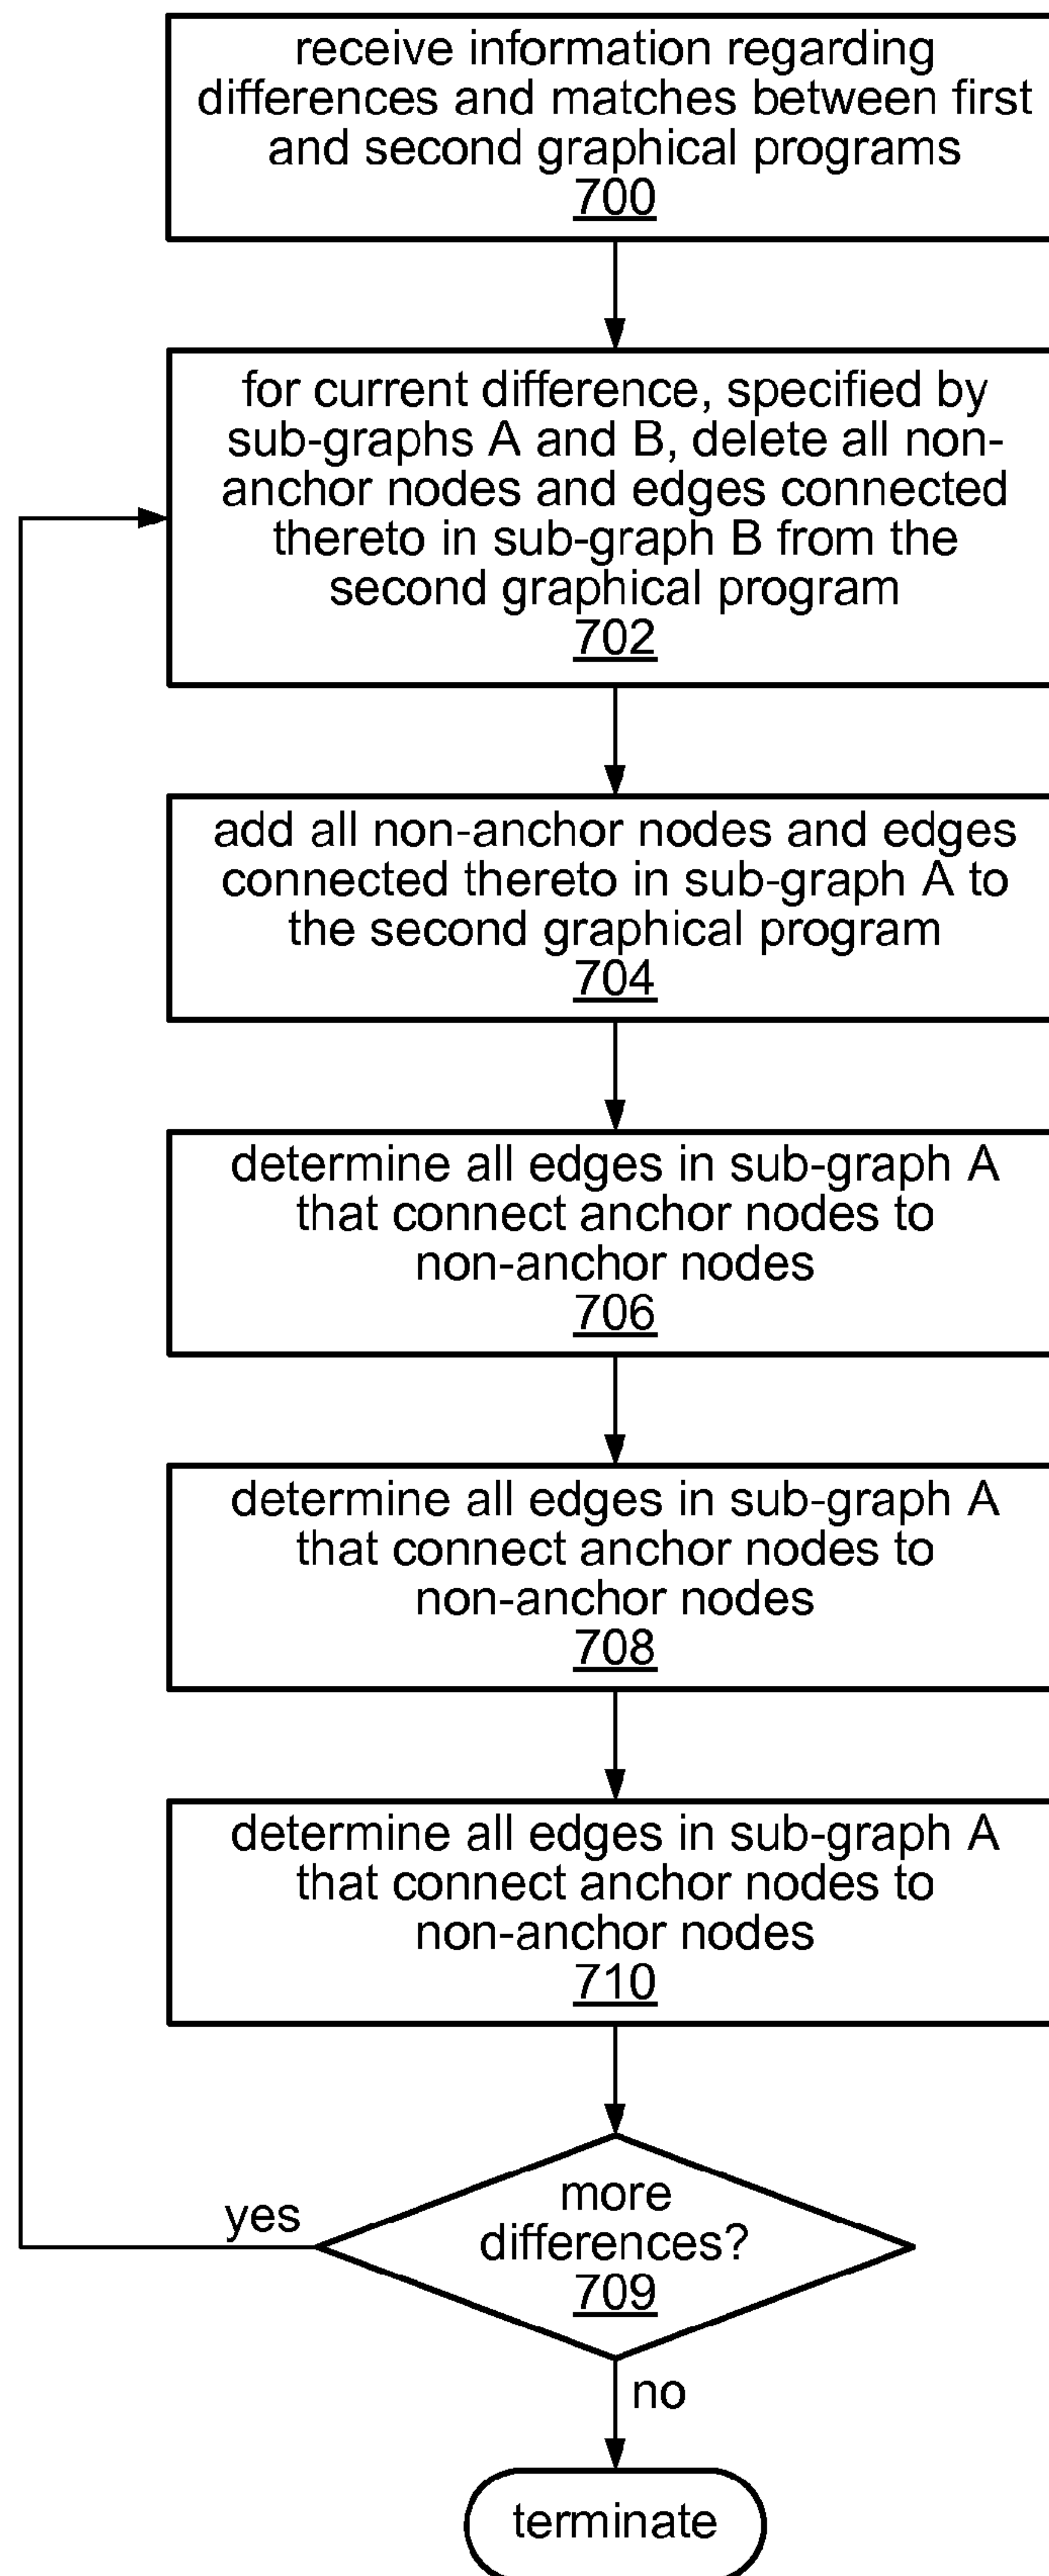 receive information regarding
differences and matches between first
and second graphical programs
700
for current difference, specified by
sub-graphs A and B, delete all non-
anchor nodes and edges connected
thereto in sub-graph B from the
second graphical program
702
add all non-anchor nodes and edges
connected thereto in sub-graph A to
the second graphical program
704
determine all edges in sub-graph A
that connect anchor nodes to
non-anchor nodes
706
determine all edges in sub-graph A
that connect anchor nodes to
non-anchor nodes
708
determine all edges in sub-graph A
that connect anchor nodes to
non-anchor nodes
710
more
differences?
709
yes
no
terminate